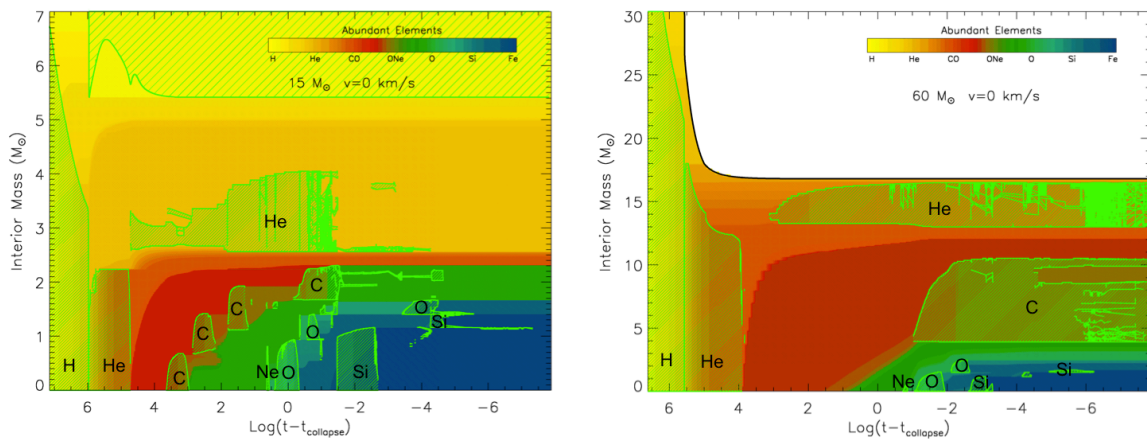 Abundant Elements
H He CO ONe O Si Fe
15 M⊙ v=0 km/s
Interior Mass (M⊙)
7
6
5
4
3
2
1
0
He
C
C
C
C
O
O
Si
H
He
Ne
O
Si
6 4 2 0 −2 −4 −6
Log(t−t_collapse)
Abundant Elements
H He CO ONe O Si Fe
60 M⊙ v=0 km/s
Interior Mass (M⊙)
30
25
20
15
10
5
0
He
C
O
Si
H
He
Ne
O
Si
6 4 2 0 −2 −4 −6
Log(t−t_collapse)